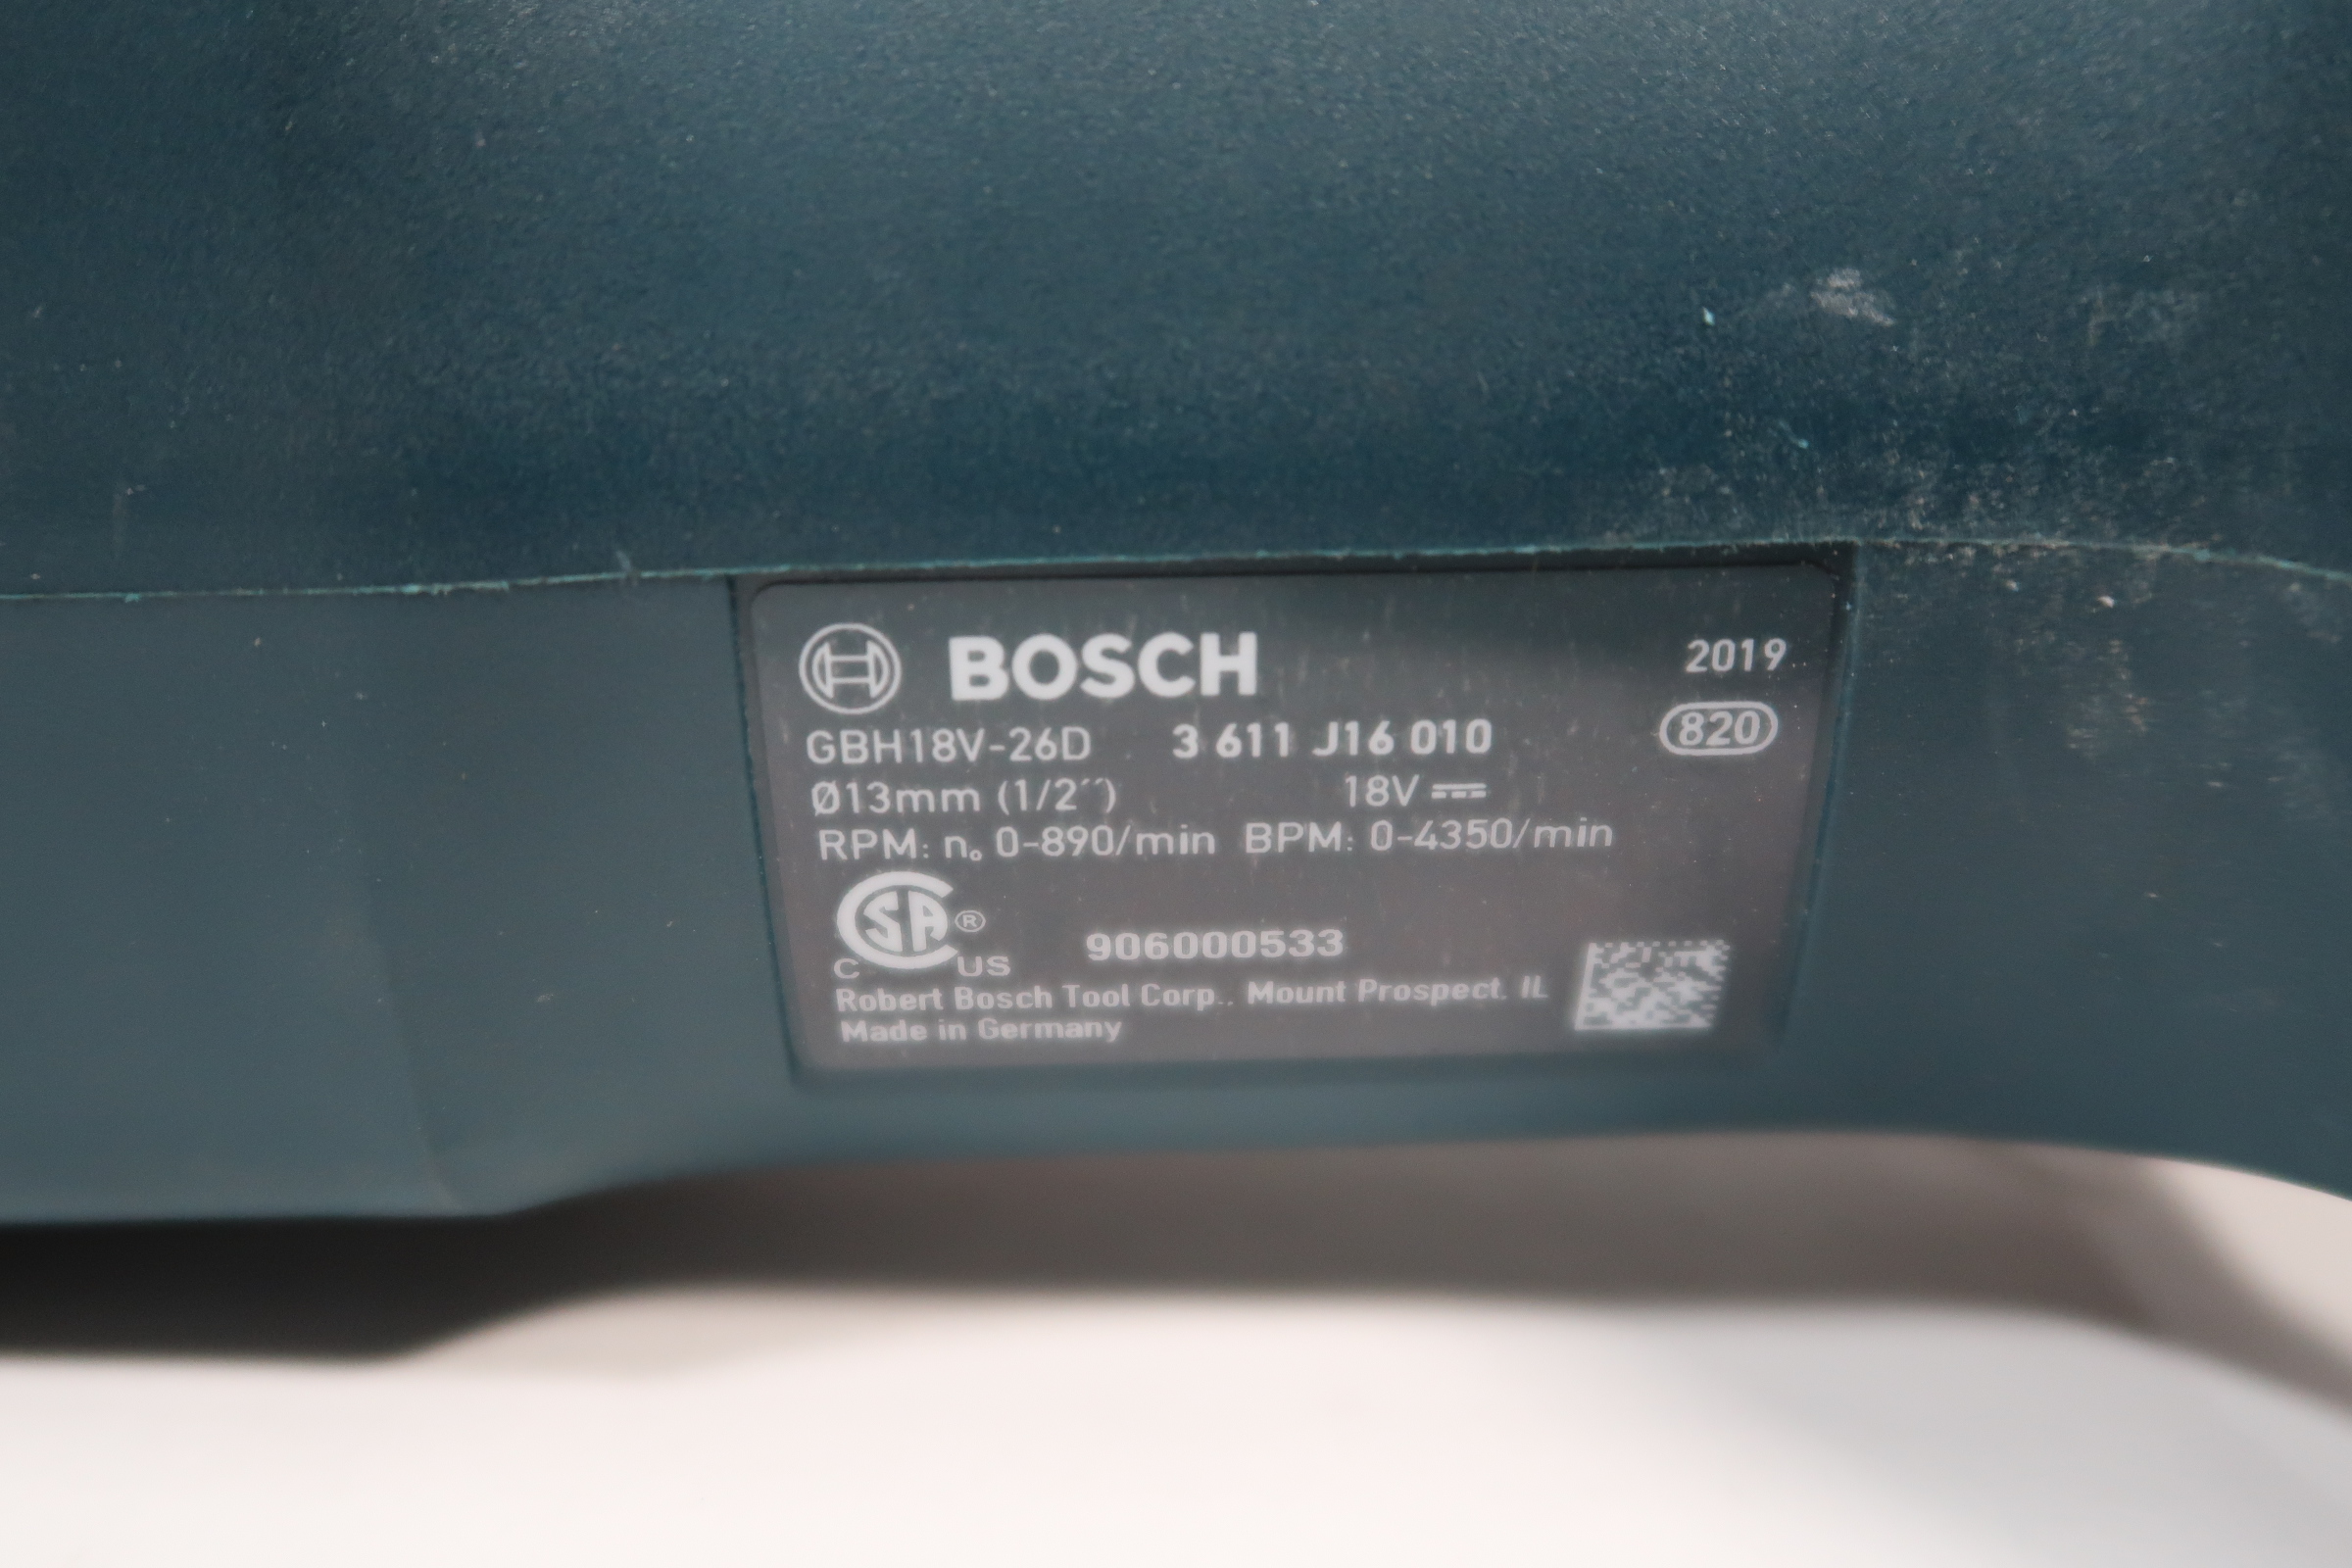 BOSCH 2019
GBH18V-26D 3 611 J16 010 820
Ø13mm (1/2´´) 18V ⎓
RPM: n₀ 0-890/min BPM: 0-4350/min
CSA®
C US 906000533
Robert Bosch Tool Corp., Mount Prospect, IL
Made in Germany